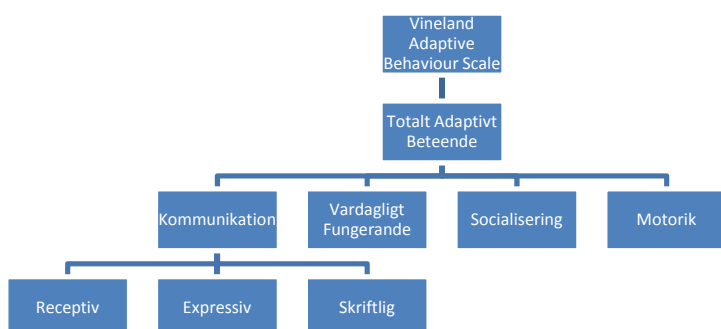 Vineland
Adaptive
Behaviour Scale
Totalt Adaptivt
Beteende
Kommunikation
Vardagligt
Fungerande
Socialisering
Motorik
Receptiv
Expressiv
Skriftlig